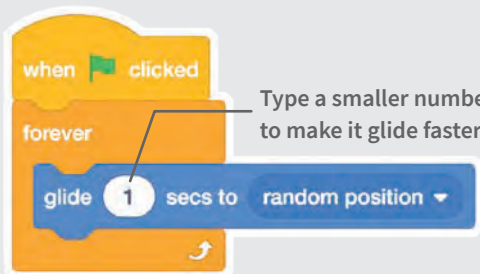 when clicked
Type a smaller numbe
forever
to make it glide faster
glide 1 secs to random position